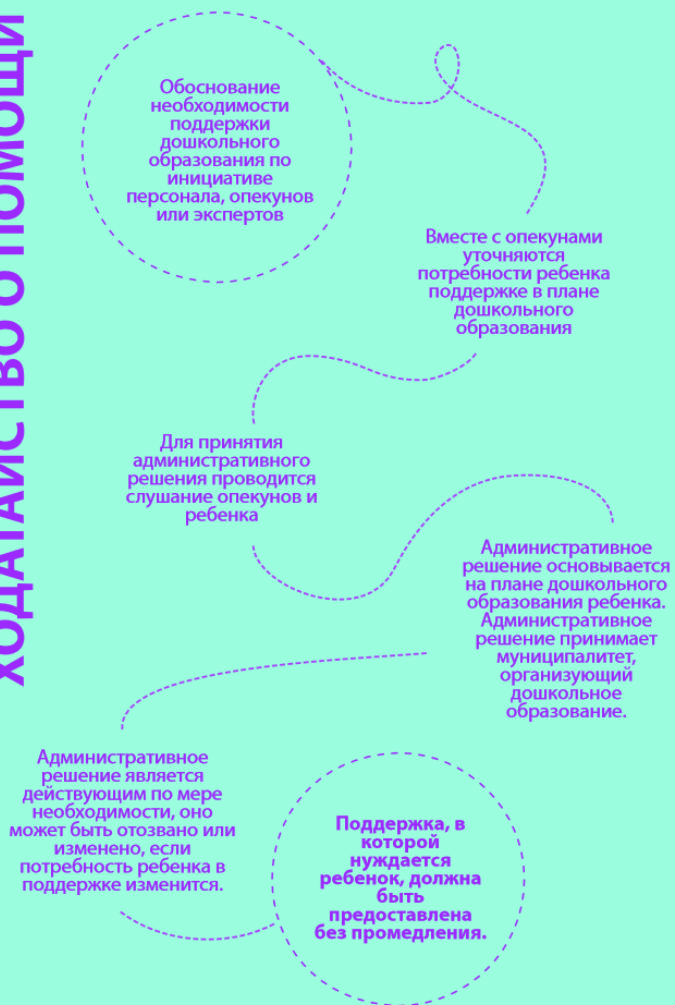 ХОДАТАЙСТВО О ПОМОЩИ
Обоснование
необходимости
поддержки
дошкольного
образования по
инициативе
персонала, опекунов
или экспертов
Вместе с опекунами
уточняются
потребности ребенка
поддержке в плане
дошкольного
образования
Для принятия
административного
решения проводится
слушание опекунов и
ребенка
Административное
решение основывается
на плане дошкольного
образования ребенка.
Административное
решение принимает
муниципалитет,
организующий
дошкольное
образование.
Административное
решение является
действующим по мере
необходимости, оно
может быть отозвано или
изменено, если
потребность ребенка в
поддержке изменится.
Поддержка, в
которой
нуждается
ребенок, должна
быть
предоставлена
без промедления.